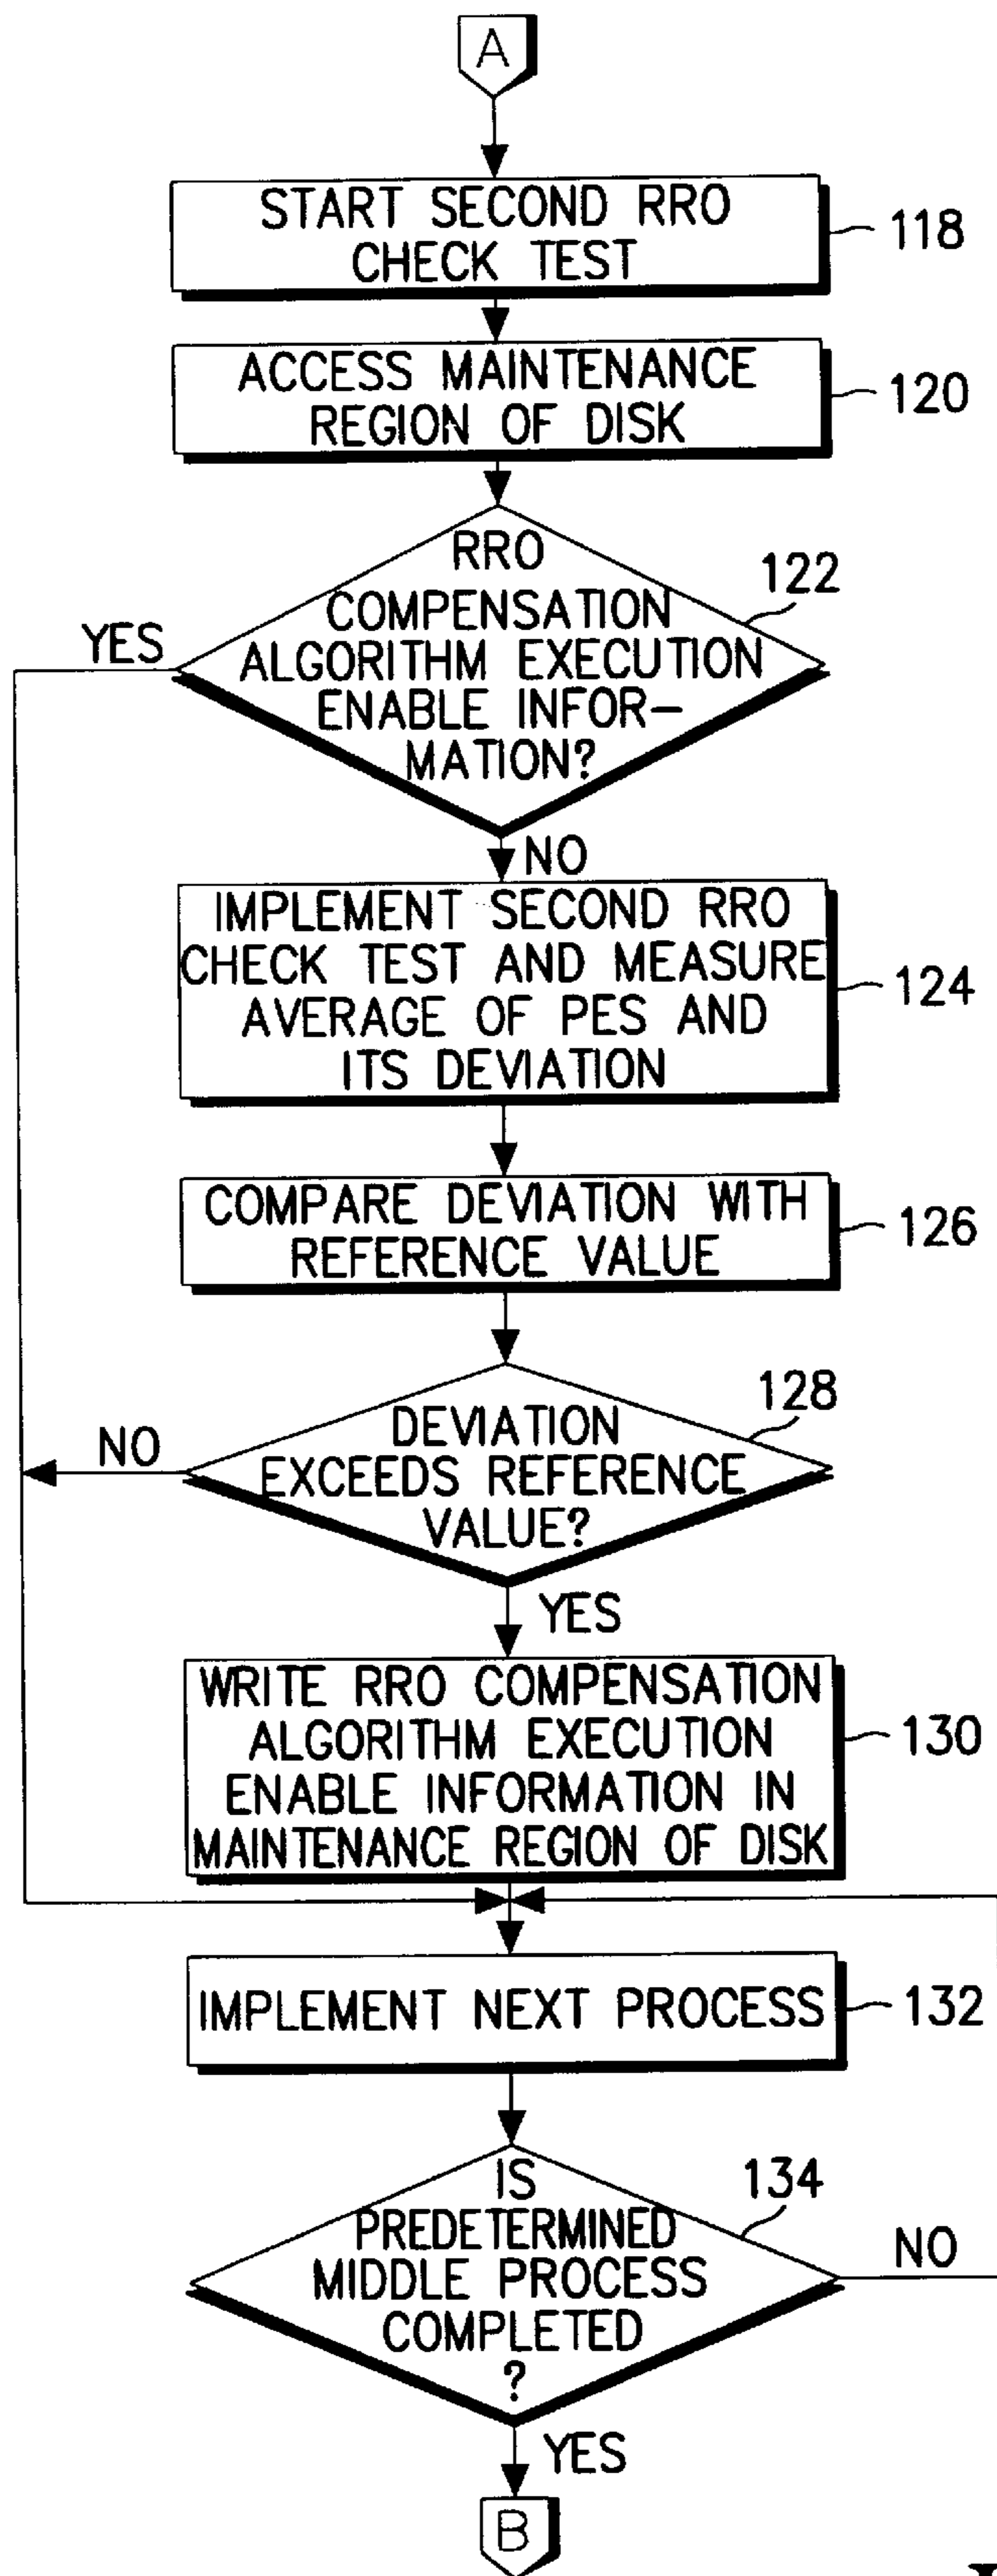 A
START SECOND RRO
CHECK TEST
118
ACCESS MAINTENANCE
REGION OF DISK
120
RRO
COMPENSATION
ALGORITHM EXECUTION
ENABLE INFOR-
MATION?
122
YES
NO
IMPLEMENT SECOND RRO
CHECK TEST AND MEASURE
AVERAGE OF PES AND
ITS DEVIATION
124
COMPARE DEVIATION WITH
REFERENCE VALUE
126
DEVIATION
EXCEEDS REFERENCE
VALUE?
128
NO
YES
WRITE RRO COMPENSATION
ALGORITHM EXECUTION
ENABLE INFORMATION IN
MAINTENANCE REGION OF DISK
130
IMPLEMENT NEXT PROCESS
132
IS
PREDETERMINED
MIDDLE PROCESS
COMPLETED
?
134
NO
YES
B